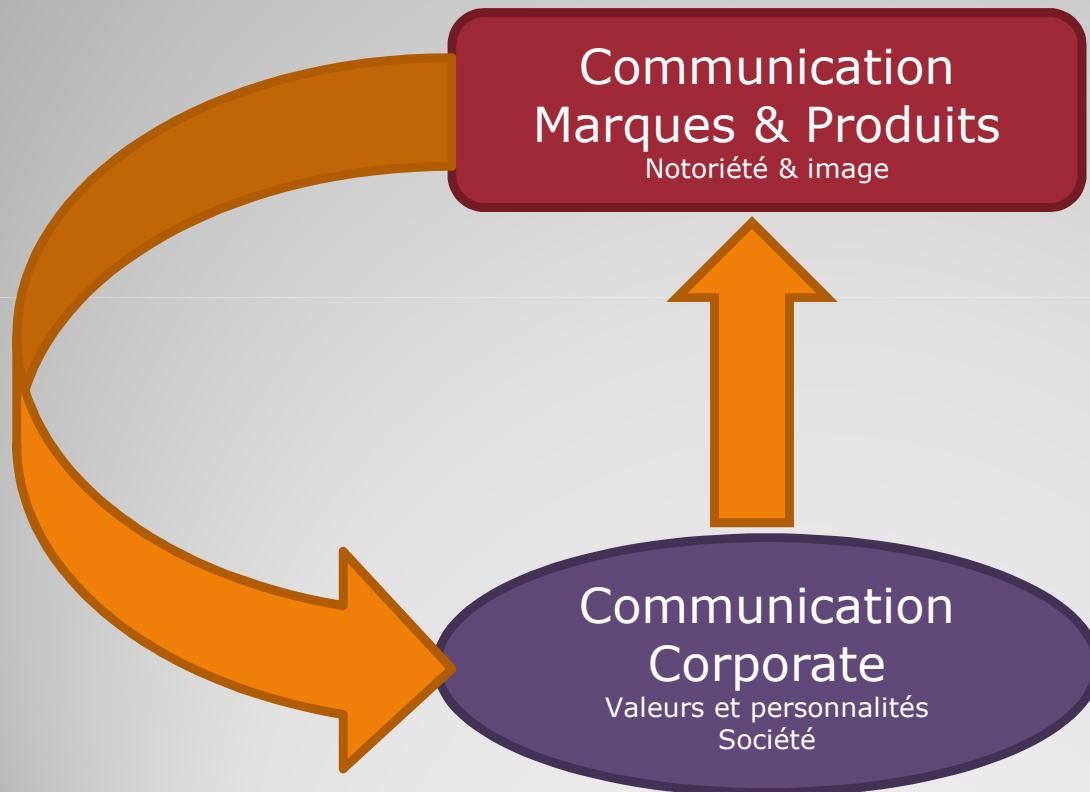 Communication
Marques & Produits
Notoriété & image
Communication
Corporate
Valeurs et personnalités
Société